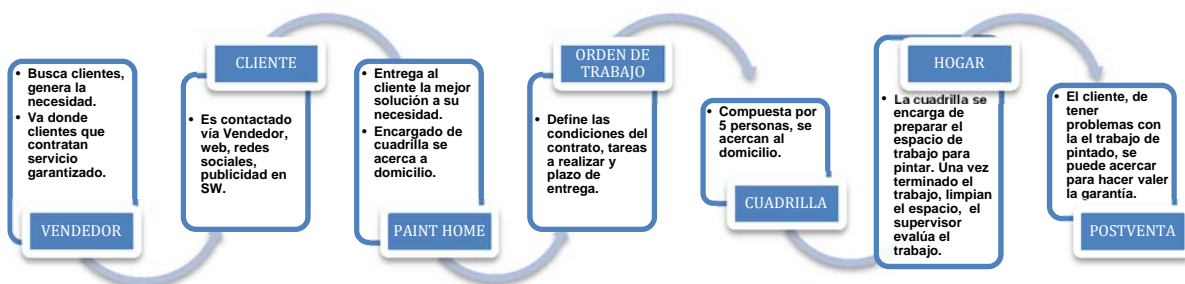 • Busca clientes,
genera la
necesidad.
• Va donde
clientes que
contratan
servicio
garantizado.
VENDEDOR
CLIENTE
• Es contactado
vía Vendedor,
web, redes
sociales,
publicidad en
SW.
• Entrega al
cliente la mejor
solución a su
necesidad.
• Encargado de
cuadrilla se
acerca a
domicilio.
PAINT HOME
ORDEN DE
TRABAJO
• Define las
condiciones del
contrato, tareas
a realizar y
plazo de
entrega.
• Compuesta por
5 personas, se
acercan al
domicilio.
CUADRILLA
HOGAR
• La cuadrilla se
encarga de
preparar el
espacio de
trabajo para
pintar. Una vez
terminado el
trabajo, limpian
el espacio, el
supervisor
evalúa el
trabajo.
• El cliente, de
tener
problemas con
la el trabajo de
pintado, se
puede acercar
para hacer valer
la garantía.
POSTVENTA